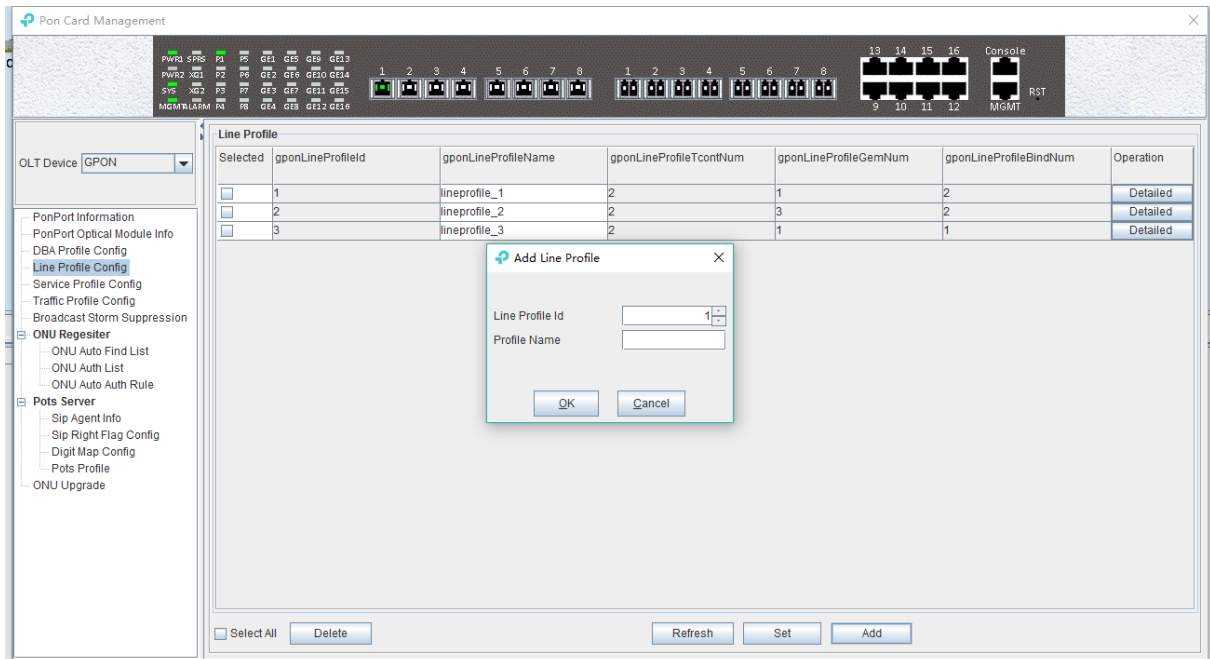 Pon Card Management
PWR1 SPRS P1 P5 GE1 GE5 GE9 GE13
PWR2 XG1 P2 P6 GE2 GE6 GE10 GE14
SYS XG2 P3 P7 GE3 GE7 GE11 GE15
MGMT ALARM P4 P8 GE4 GE8 GE12 GE16
1 2 3 4 5 6 7 8
1 2 3 4 5 6 7 8
13 14 15 16
9 10 11 12
Console
MGMT
RST
OLT Device GPON
PonPort Information
PonPort Optical Module Info
DBA Profile Config
Line Profile Config
Service Profile Config
Traffic Profile Config
Broadcast Storm Suppression
ONU Regesiter
ONU Auto Find List
ONU Auth List
ONU Auto Auth Rule
Pots Server
Sip Agent Info
Sip Right Flag Config
Digit Map Config
Pots Profile
ONU Upgrade
Line Profile
Selected gponLineProfileId gponLineProfileName gponLineProfileTcontNum gponLineProfileGemNum gponLineProfileBindNum Operation
1 lineprofile_1 2 1 2 Detailed
2 lineprofile_2 2 3 2 Detailed
3 lineprofile_3 2 1 1 Detailed
Add Line Profile
Line Profile Id 1
Profile Name
OK Cancel
Select All Delete Refresh Set Add